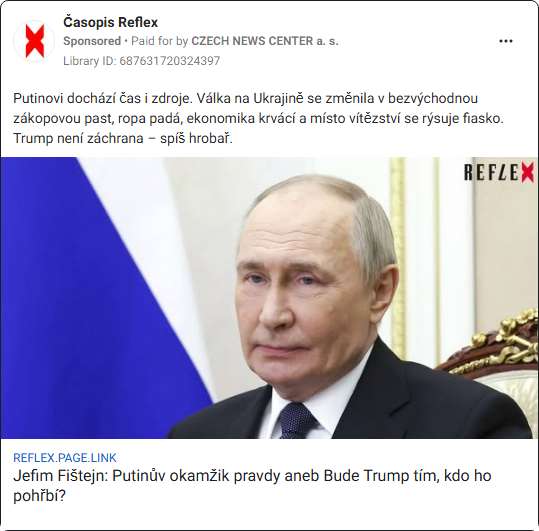 Časopis Reflex
Sponsored • Paid for by CZECH NEWS CENTER a. s.
Library ID: 687631720324397
Putinovi dochází čas i zdroje. Válka na Ukrajině se změnila v bezvýchodnou
zákopovou past, ropa padá, ekonomika krvácí a místo vítězství se rýsuje fiasko.
Trump není záchrana – spíš hrobař.
REFLEX
REFLEX.PAGE.LINK
Jefim Fištejn: Putinův okamžik pravdy aneb Bude Trump tím, kdo ho
pohřbí?